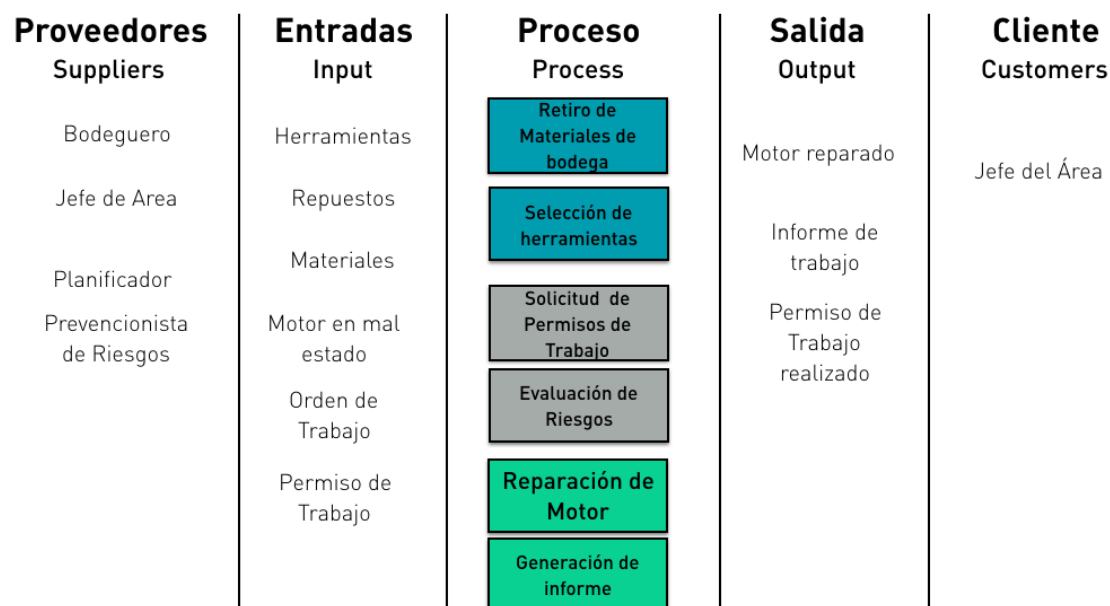 Proveedores
Suppliers
Bodeguero
Jefe de Area
Planificador
Prevencionista
de Riesgos
Entradas
Input
Herramientas
Repuestos
Materiales
Motor en mal
estado
Orden de
Trabajo
Permiso de
Trabajo
Proceso
Process
Retiro de
Materiales de
bodega
Selección de
herramientas
Solicitud de
Permisos de
Trabajo
Evaluación de
Riesgos
Reparación de
Motor
Generación de
informe
Salida
Output
Motor reparado
Informe de
trabajo
Permiso de
Trabajo
realizado
Cliente
Customers
Jefe del Área